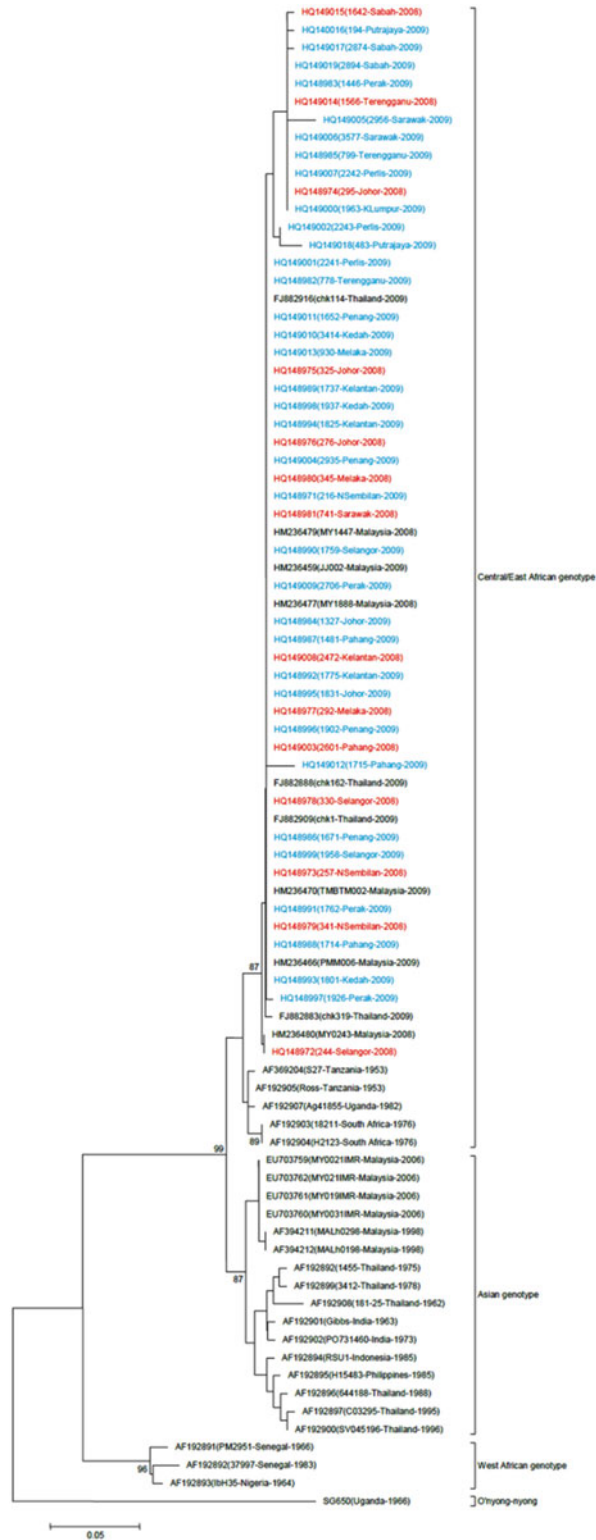 HQ149015(1642-Sabah-2008)
HQ140016(194-Putrajaya-2009)
HQ149017(2874-Sabah-2009)
HQ149019(2894-Sabah-2009)
HQ148983(1446-Perak-2009)
HQ149014(1566-Terengganu-2008)
HQ149005(2956-Sarawak-2009)
HQ149006(3577-Sarawak-2009)
HQ148985(799-Terengganu-2009)
HQ149007(2242-Perlis-2009)
HQ148974(295-Johor-2008)
HQ149000(1963-KLumpur-2009)
HQ149002(2243-Perlis-2009)
HQ149018(483-Putrajaya-2009)
HQ149001(2241-Perlis-2009)
HQ148982(778-Terengganu-2009)
FJ882916(chk114-Thailand-2009)
HQ149011(1652-Penang-2009)
HQ149010(3414-Kedah-2009)
HQ149013(930-Melaka-2009)
HQ148975(325-Johor-2008)
HQ148989(1737-Kelantan-2009)
HQ148998(1937-Kedah-2009)
HQ148994(1825-Kelantan-2009)
HQ148976(276-Johor-2008)
HQ149004(2935-Penang-2009)
HQ148980(345-Melaka-2008)
HQ148971(216-NSembilan-2009)
HQ148981(741-Sarawak-2008)
HM236479(MY1447-Malaysia-2008)
HQ148990(1759-Selangor-2009)
HM236459(JJ002-Malaysia-2009)
Central/East African genotype
HQ149009(2706-Perak-2009)
HM236477(MY1888-Malaysia-2008)
HQ148984(1327-Johor-2009)
HQ148987(1481-Pahang-2009)
HQ149008(2472-Kelantan-2008)
HQ148992(1775-Kelantan-2009)
HQ148995(1831-Johor-2009)
HQ148977(292-Melaka-2008)
HQ148996(1902-Penang-2009)
HQ149003(2601-Pahang-2008)
HQ149012(1715-Pahang-2009)
FJ882888(chk162-Thailand-2009)
HQ148978(330-Selangor-2008)
FJ882909(chk1-Thailand-2009)
HQ148986(1671-Penang-2009)
HQ148999(1958-Selangor-2009)
HQ148973(257-NSembilan-2008)
HM236470(TMBTM002-Malaysia-2009)
HQ148991(1762-Perak-2009)
HQ148979(341-NSembilan-2008)
HQ148988(1714-Pahang-2009)
HM236466(PMM006-Malaysia-2009)
87
HQ148993(1801-Kedah-2009)
HQ148997(1926-Perak-2009)
FJ882883(chk319-Thailand-2009)
HM236480(MY0243-Malaysia-2008)
HQ148972(244-Selangor-2008)
AF369204(S27-Tanzania-1953)
AF192905(Ross-Tanzania-1953)
AF192907(Ag41855-Uganda-1982)
AF192903(18211-South Africa-1976)
89
AF192904(H2123-South Africa-1976)
99
EU703759(MY0021IMR-Malaysia-2006)
EU703762(MY021IMR-Malaysia-2006)
EU703761(MY019IMR-Malaysia-2006)
EU703760(MY0031IMR-Malaysia-2006)
AF394211(MALh0298-Malaysia-1998)
AF394212(MALh0198-Malaysia-1998)
87
AF192892(1455-Thailand-1975)
AF192899(3412-Thailand-1978)
Asian genotype
AF192908(181-25-Thailand-1962)
AF192901(Gibbs-India-1963)
AF192902(PO731460-India-1973)
AF192894(RSU1-Indonesia-1985)
AF192895(H15483-Philippines-1985)
AF192896(644188-Thailand-1988)
AF192897(C03295-Thailand-1995)
AF192900(SV045196-Thailand-1996)
AF192891(PM2951-Senegal-1966)
96
AF192892(37997-Senegal-1983)
West African genotype
AF192893(IbH35-Nigeria-1964)
SG650(Uganda-1966)
O'nyong-nyong
0.05